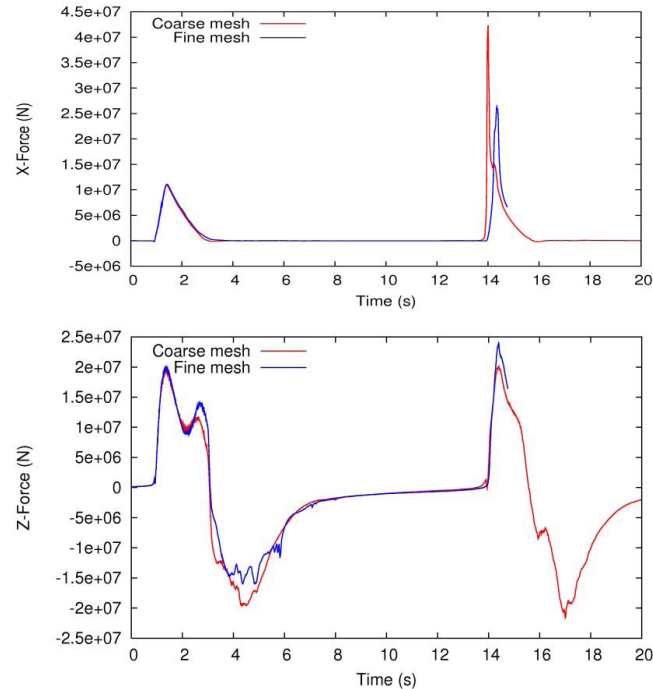 4.5e+07
Coarse mesh
4e+07
Fine mesh
3.5e+07
3e+07
2.5e+07
2e+07
1.5e+07
1e+07
5e+06
0
-5e+06
X-Force (N)
0 2 4 6 8 10 12 14 16 18 20
Time (s)
2.5e+07
Coarse mesh
2e+07
Fine mesh
1.5e+07
1e+07
5e+06
0
-5e+06
-1e+07
-1.5e+07
-2e+07
-2.5e+07
Z-Force (N)
0 2 4 6 8 10 12 14 16 18 20
Time (s)